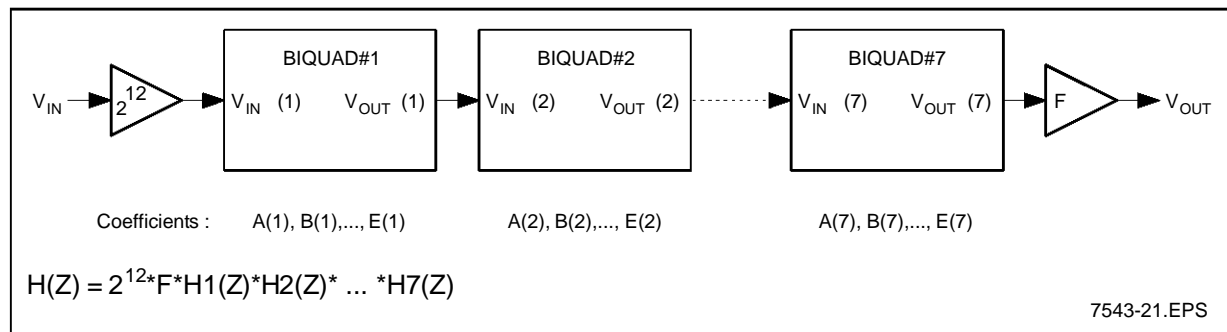 BIQUAD#1 BIQUAD#2 BIQUAD#7
V_IN 2^12 V_IN (1) V_OUT (1) V_IN (2) V_OUT (2) V_IN (7) V_OUT (7) F V_OUT
Coefficients : A(1), B(1),..., E(1) A(2), B(2),..., E(2) A(7), B(7),..., E(7)
H(Z) = 2^12*F*H1(Z)*H2(Z)* ... *H7(Z)
7543-21.EPS